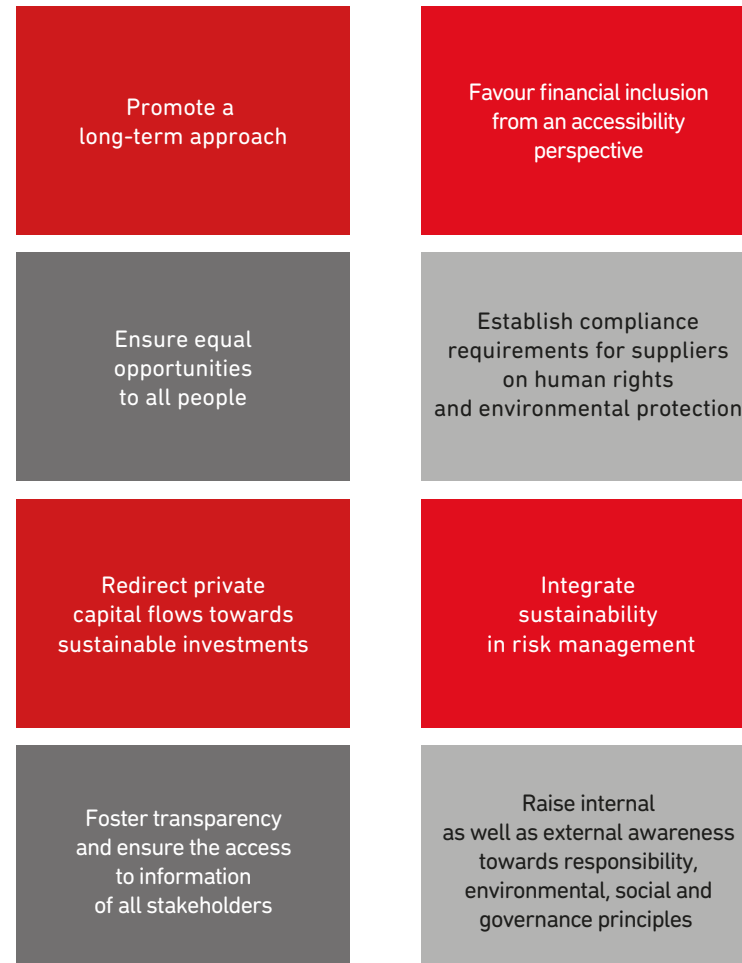 Promote a
long-term approach
Favour financial inclusion
from an accessibility
perspective
Ensure equal
opportunities
to all people
Establish compliance
requirements for suppliers
on human rights
and environmental protection
Redirect private
capital flows towards
sustainable investments
Integrate
sustainability
in risk management
Foster transparency
and ensure the access
to information
of all stakeholders
Raise internal
as well as external awareness
towards responsibility,
environmental, social and
governance principles